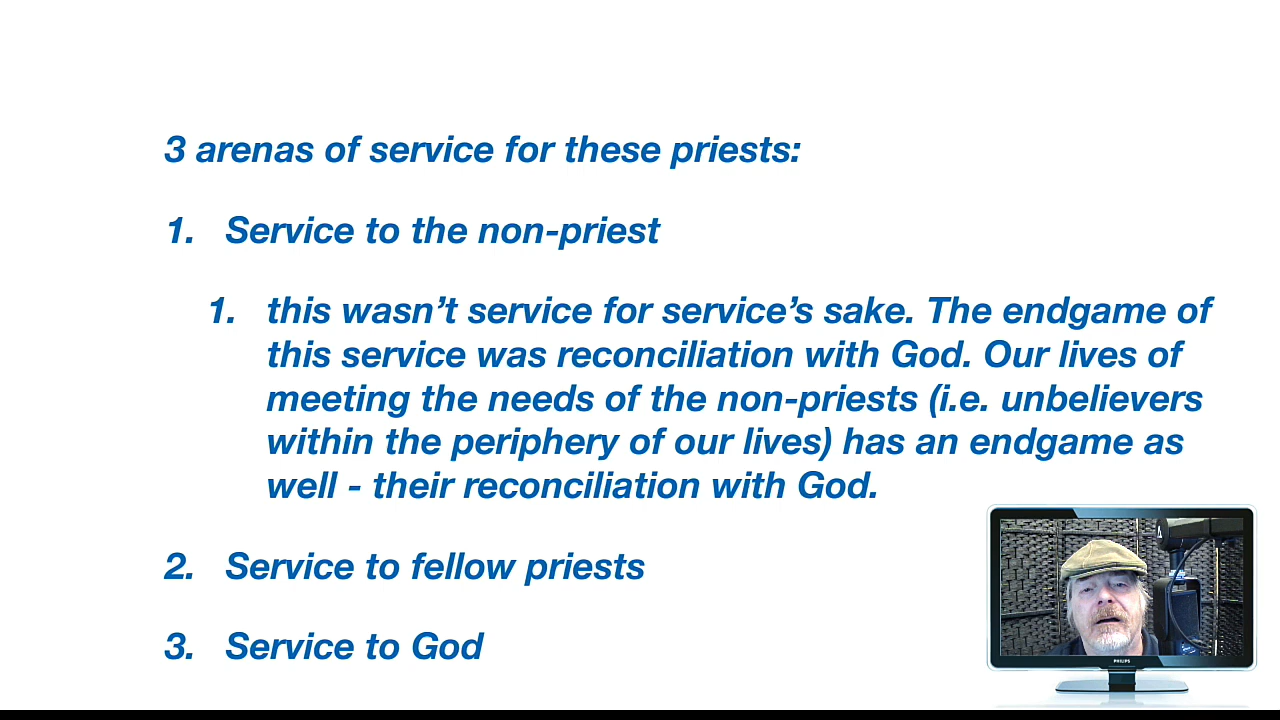 3 arenas of service for these priests:
1. Service to the non-priest
1. this wasn’t service for service’s sake. The endgame of
this service was reconciliation with God. Our lives of
meeting the needs of the non-priests (i.e. unbelievers
within the periphery of our lives) has an endgame as
well - their reconciliation with God.
2. Service to fellow priests
3. Service to God
PHILIPS